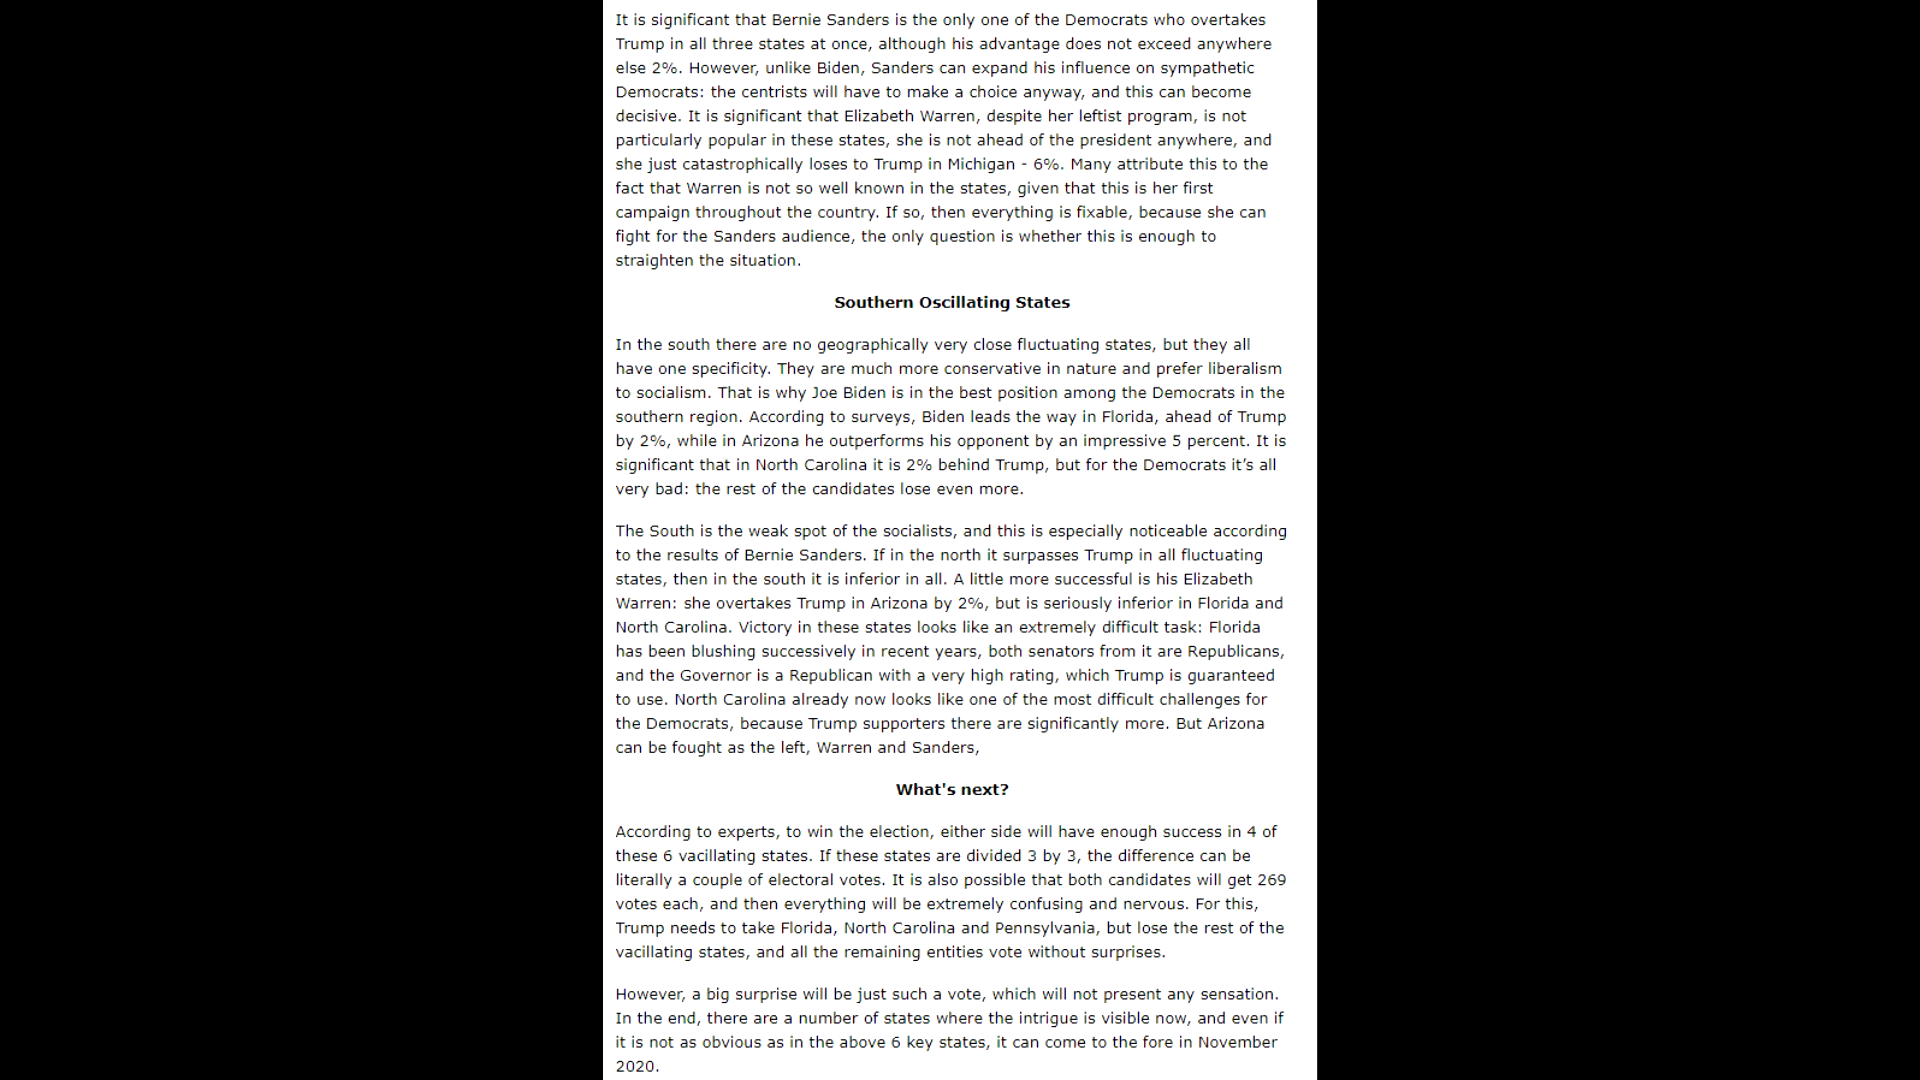 It is significant that Bernie Sanders is the only one of the Democrats who overtakes
Trump in all three states at once, although his advantage does not exceed anywhere
else 2%. However, unlike Biden, Sanders can expand his influence on sympathetic
Democrats: the centrists will have to make a choice anyway, and this can become
decisive. It is significant that Elizabeth Warren, despite her leftist program, is not
particularly popular in these states, she is not ahead of the president anywhere, and
she just catastrophically loses to Trump in Michigan - 6%. Many attribute this to the
fact that Warren is not so well known in the states, given that this is her first
campaign throughout the country. If so, then everything is fixable, because she can
fight for the Sanders audience, the only question is whether this is enough to
straighten the situation.
Southern Oscillating States
In the south there are no geographically very close fluctuating states, but they all
have one specificity. They are much more conservative in nature and prefer liberalism
to socialism. That is why Joe Biden is in the best position among the Democrats in the
southern region. According to surveys, Biden leads the way in Florida, ahead of Trump
by 2%, while in Arizona he outperforms his opponent by an impressive 5 percent. It is
significant that in North Carolina it is 2% behind Trump, but for the Democrats it’s all
very bad: the rest of the candidates lose even more.
The South is the weak spot of the socialists, and this is especially noticeable according
to the results of Bernie Sanders. If in the north it surpasses Trump in all fluctuating
states, then in the south it is inferior in all. A little more successful is his Elizabeth
Warren: she overtakes Trump in Arizona by 2%, but is seriously inferior in Florida and
North Carolina. Victory in these states looks like an extremely difficult task: Florida
has been blushing successively in recent years, both senators from it are Republicans,
and the Governor is a Republican with a very high rating, which Trump is guaranteed
to use. North Carolina already now looks like one of the most difficult challenges for
the Democrats, because Trump supporters there are significantly more. But Arizona
can be fought as the left, Warren and Sanders,
What's next?
According to experts, to win the election, either side will have enough success in 4 of
these 6 vacillating states. If these states are divided 3 by 3, the difference can be
literally a couple of electoral votes. It is also possible that both candidates will get 269
votes each, and then everything will be extremely confusing and nervous. For this,
Trump needs to take Florida, North Carolina and Pennsylvania, but lose the rest of the
vacillating states, and all the remaining entities vote without surprises.
However, a big surprise will be just such a vote, which will not present any sensation.
In the end, there are a number of states where the intrigue is visible now, and even if
it is not as obvious as in the above 6 key states, it can come to the fore in November
2020.